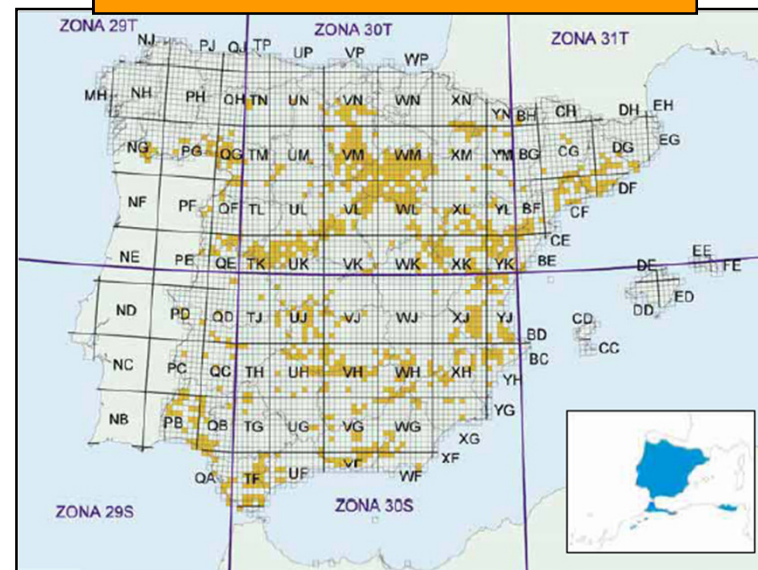 ZONA 29T ZONA 30T ZONA 31T
NJ PJ QJ TP UP VP WP
MH NH PH QH TN UN VN WN XN YN BH CH DH EH
NG PG QG TM UM VM WM XM YM BG CG DG EG
NF PF QF TL UL VL WL XL YL BF CF DF
NE PE QE TK UK VK WK XK YK BE CE DE EE FE
ND PD QD TJ UJ VJ WJ XJ YJ BD CD DD ED
NC PC QC TH UH VH WH XH YH BC CC
NB PB QB TG UG VG WG XG YG
QA TF UF VF WF XF
ZONA 29S ZONA 30S